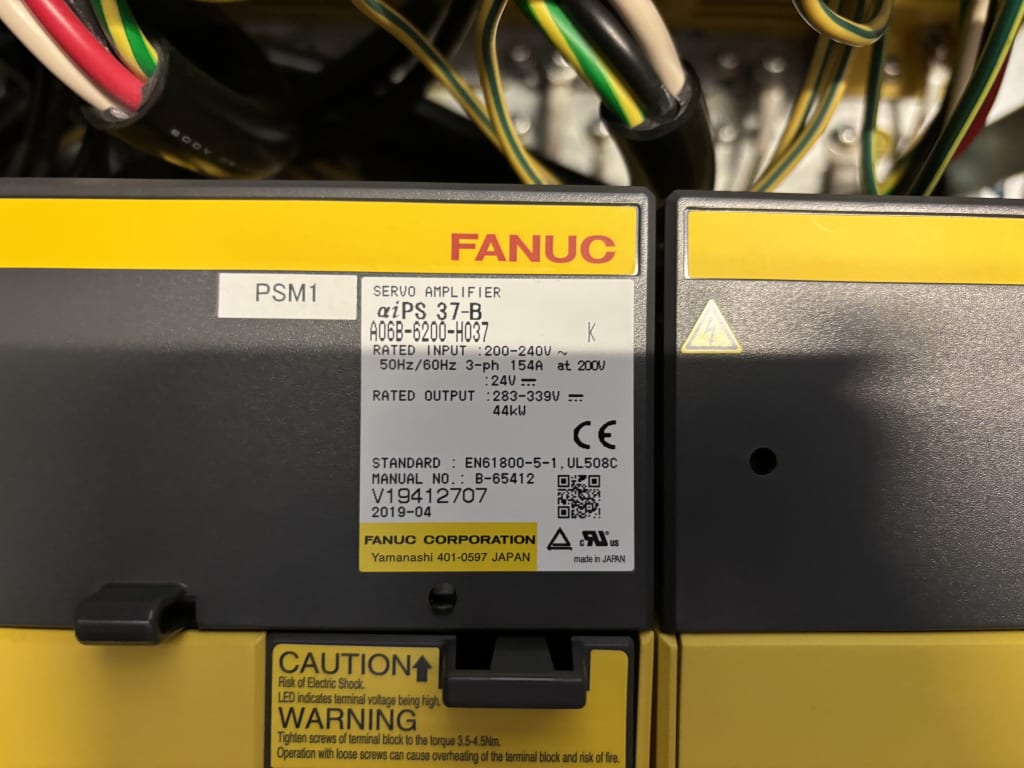 600V
FANUC
PSM1
SERVO AMPLIFIER
αiPS 37-B
A06B-6200-H037 K
RATED INPUT :200-240V ~
50Hz/60Hz 3-ph 154A at 200V
:24V ⎓
RATED OUTPUT :283-339V ⎓
44kW
CE
STANDARD : EN61800-5-1,UL508C
MANUAL NO.: B-65412
V19412707
2019-04
FANUC CORPORATION
Yamanashi 401-0597 JAPAN
c RU us
made in JAPAN
CAUTION↑
Risk of Electric Shock.
LED indicates terminal voltage being high.
WARNING
Tighten screws of terminal block to the torque 3.5-4.5Nm.
Operation with loose screws can cause overheating of the terminal block and risk of fire.